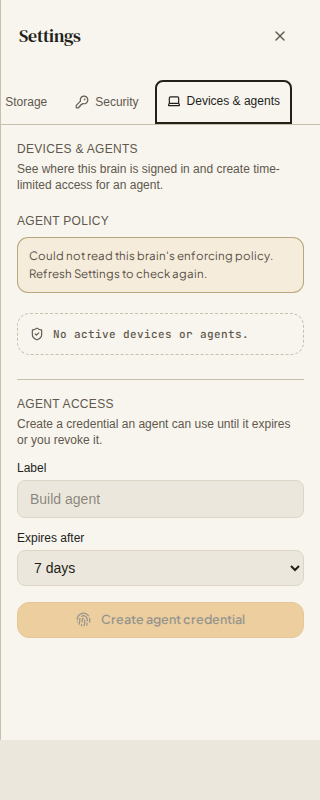 Settings
Storage
Security
Devices & agents
DEVICES & AGENTS
See where this brain is signed in and create time-
limited access for an agent.
AGENT POLICY
Could not read this brain's enforcing policy.
Refresh Settings to check again.
No active devices or agents.
AGENT ACCESS
Create a credential an agent can use until it expires
or you revoke it.
Label
Build agent
Expires after
7 days
Create agent credential